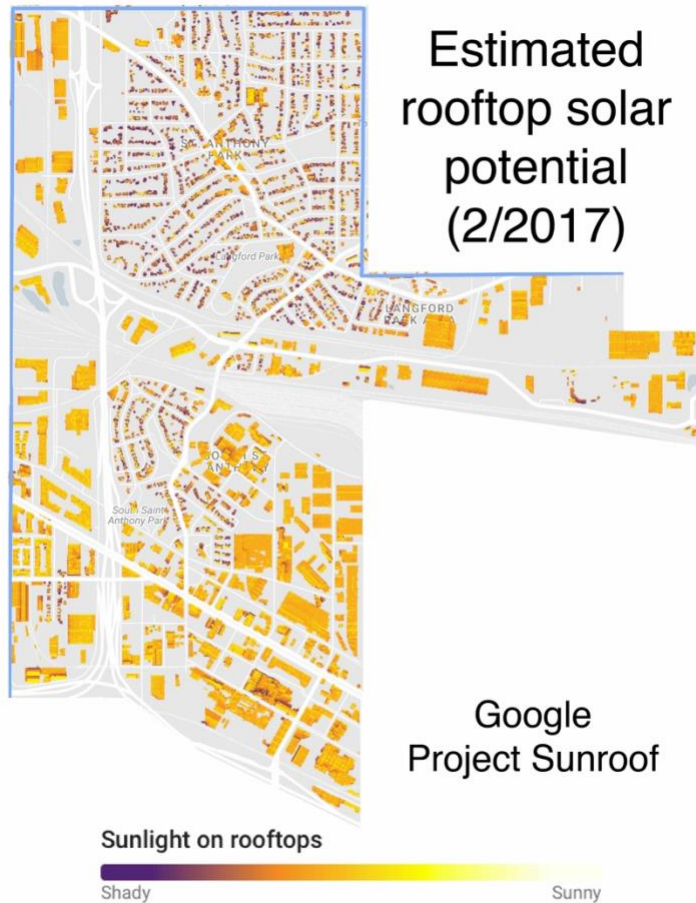 Estimated
rooftop solar
potential
(2/2017)
ST. ANTHONY
PARK
Langford Park
LANGFORD
PARK
South Saint
Anthony Park
Google
Project Sunroof
Sunlight on rooftops
Shady
Sunny